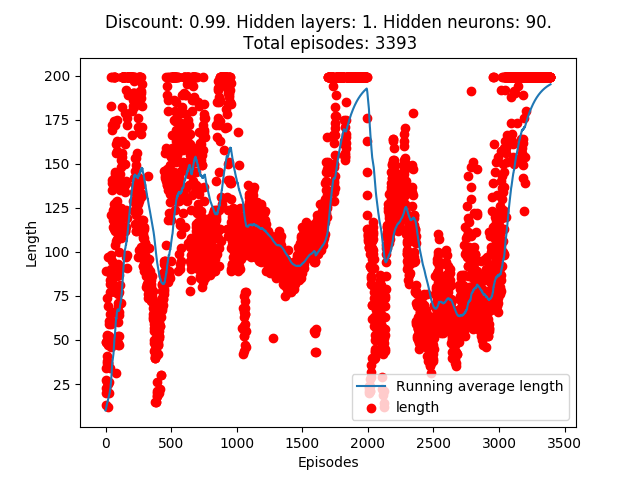 Discount: 0.99. Hidden layers: 1. Hidden neurons: 90.
Total episodes: 3393
200
175
150
125
100
75
50
25
Length
0
500
1000
1500
2000
2500
3000
3500
Episodes
Running average length
length